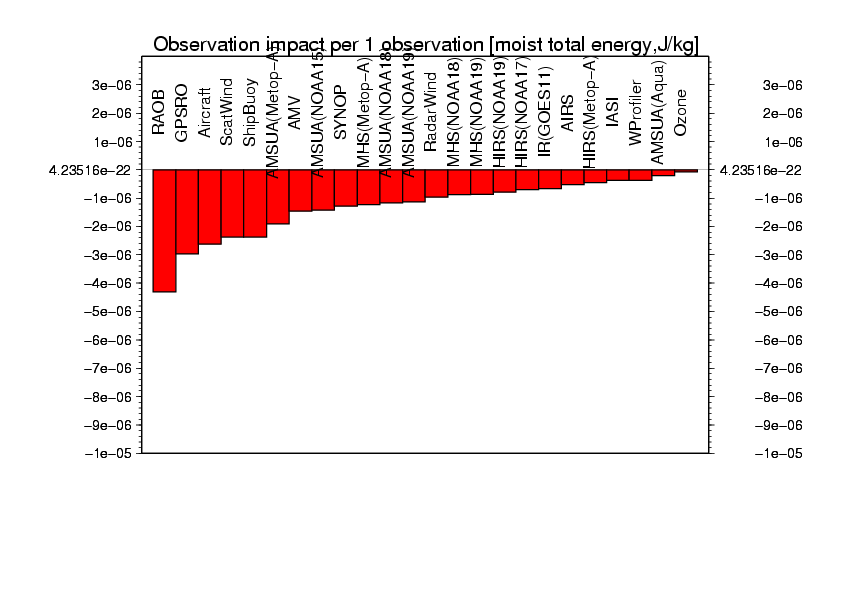 Observation impact per 1 observation [moist total energy,J/kg]
3e-06
2e-06
1e-06
4.23516e-22
-1e-06
-2e-06
-3e-06
-4e-06
-5e-06
-6e-06
-7e-06
-8e-06
-9e-06
-1e-05
RAOB
GPSRO
Aircraft
ScatWind
ShipBuoy
AMSUA(Metop-A)
AMV
AMSUA(NOAA15)
SYNOP
MHS(Metop-A)
AMSUA(NOAA18)
AMSUA(NOAA19)
RadarWind
MHS(NOAA18)
MHS(NOAA19)
HIRS(NOAA19)
HIRS(NOAA17)
IR(GOES11)
AIRS
HIRS(Metop-A)
IASI
WProfiler
AMSUA(Aqua)
Ozone
3e-06
2e-06
1e-06
4.23516e-22
-1e-06
-2e-06
-3e-06
-4e-06
-5e-06
-6e-06
-7e-06
-8e-06
-9e-06
-1e-05